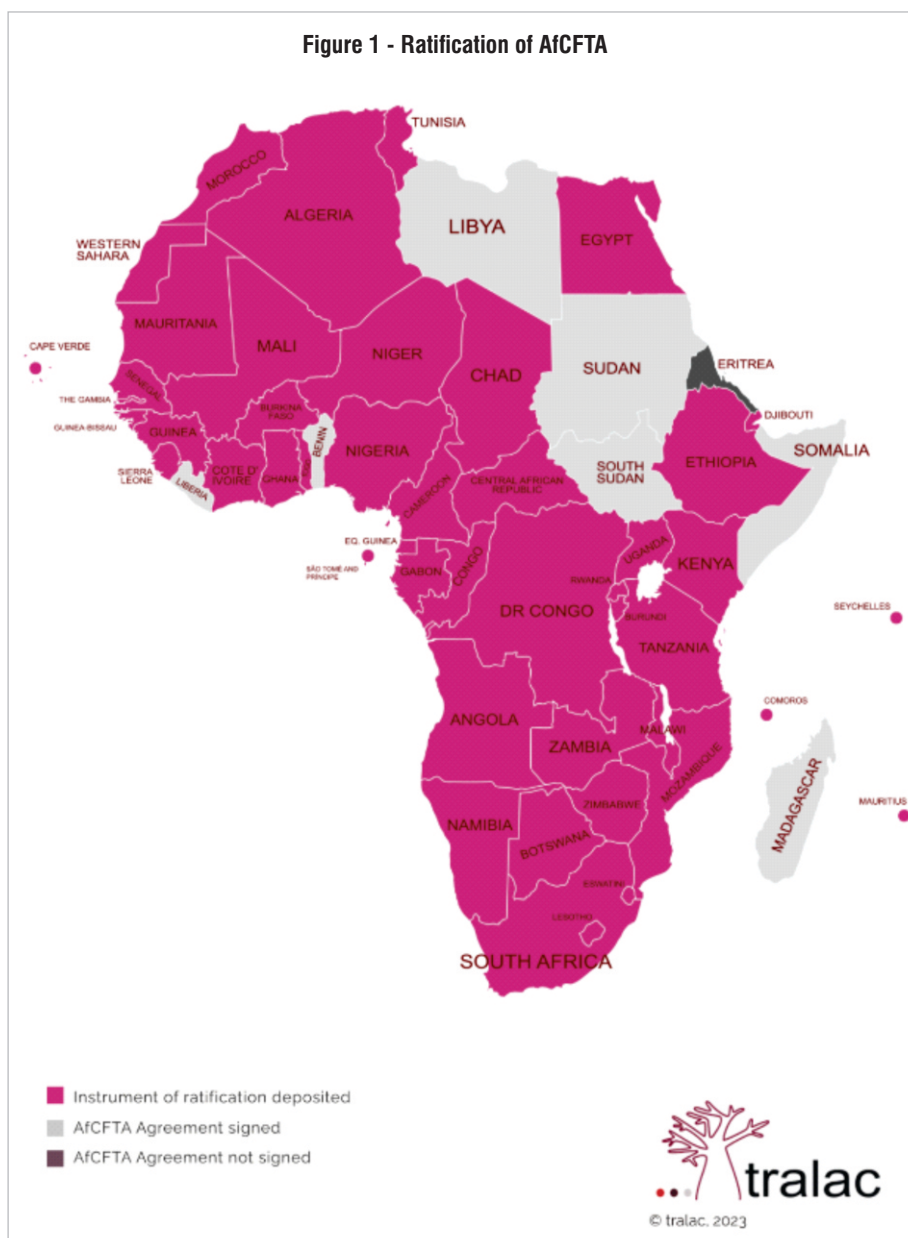 Figure 1 - Ratification of AfCFTA
TUNISIA
MOROCCO
ALGERIA
LIBYA
EGYPT
WESTERN
SAHARA
MAURITANIA
MALI
NIGER
CHAD
SUDAN
ERITREA
CAPE VERDE
SENEGAL
THE GAMBIA
BURKINA
FASO
BENIN
DJIBOUTI
GUINEA-BISSAU
GUINEA
NIGERIA
SOMALIA
SIERRA
LEONE
LIBERIA
COTE D'
IVOIRE
GHANA
CAMEROON
CENTRAL AFRICAN
REPUBLIC
SOUTH
SUDAN
ETHIOPIA
EQ. GUINEA
SÃO TOMÉ AND
PRÍNCIPE
GABON
CONGO
UGANDA
KENYA
RWANDA
DR CONGO
BURUNDI
SEYCHELLES
TANZANIA
ANGOLA
COMOROS
ZAMBIA
MALAWI
MOZAMBIQUE
MADAGASCAR
MAURITIUS
NAMIBIA
ZIMBABWE
BOTSWANA
LESOTHO
SOUTH AFRICA
Instrument of ratification deposited
AfCFTA Agreement signed
AfCFTA Agreement not signed
tralac
© tralac, 2023